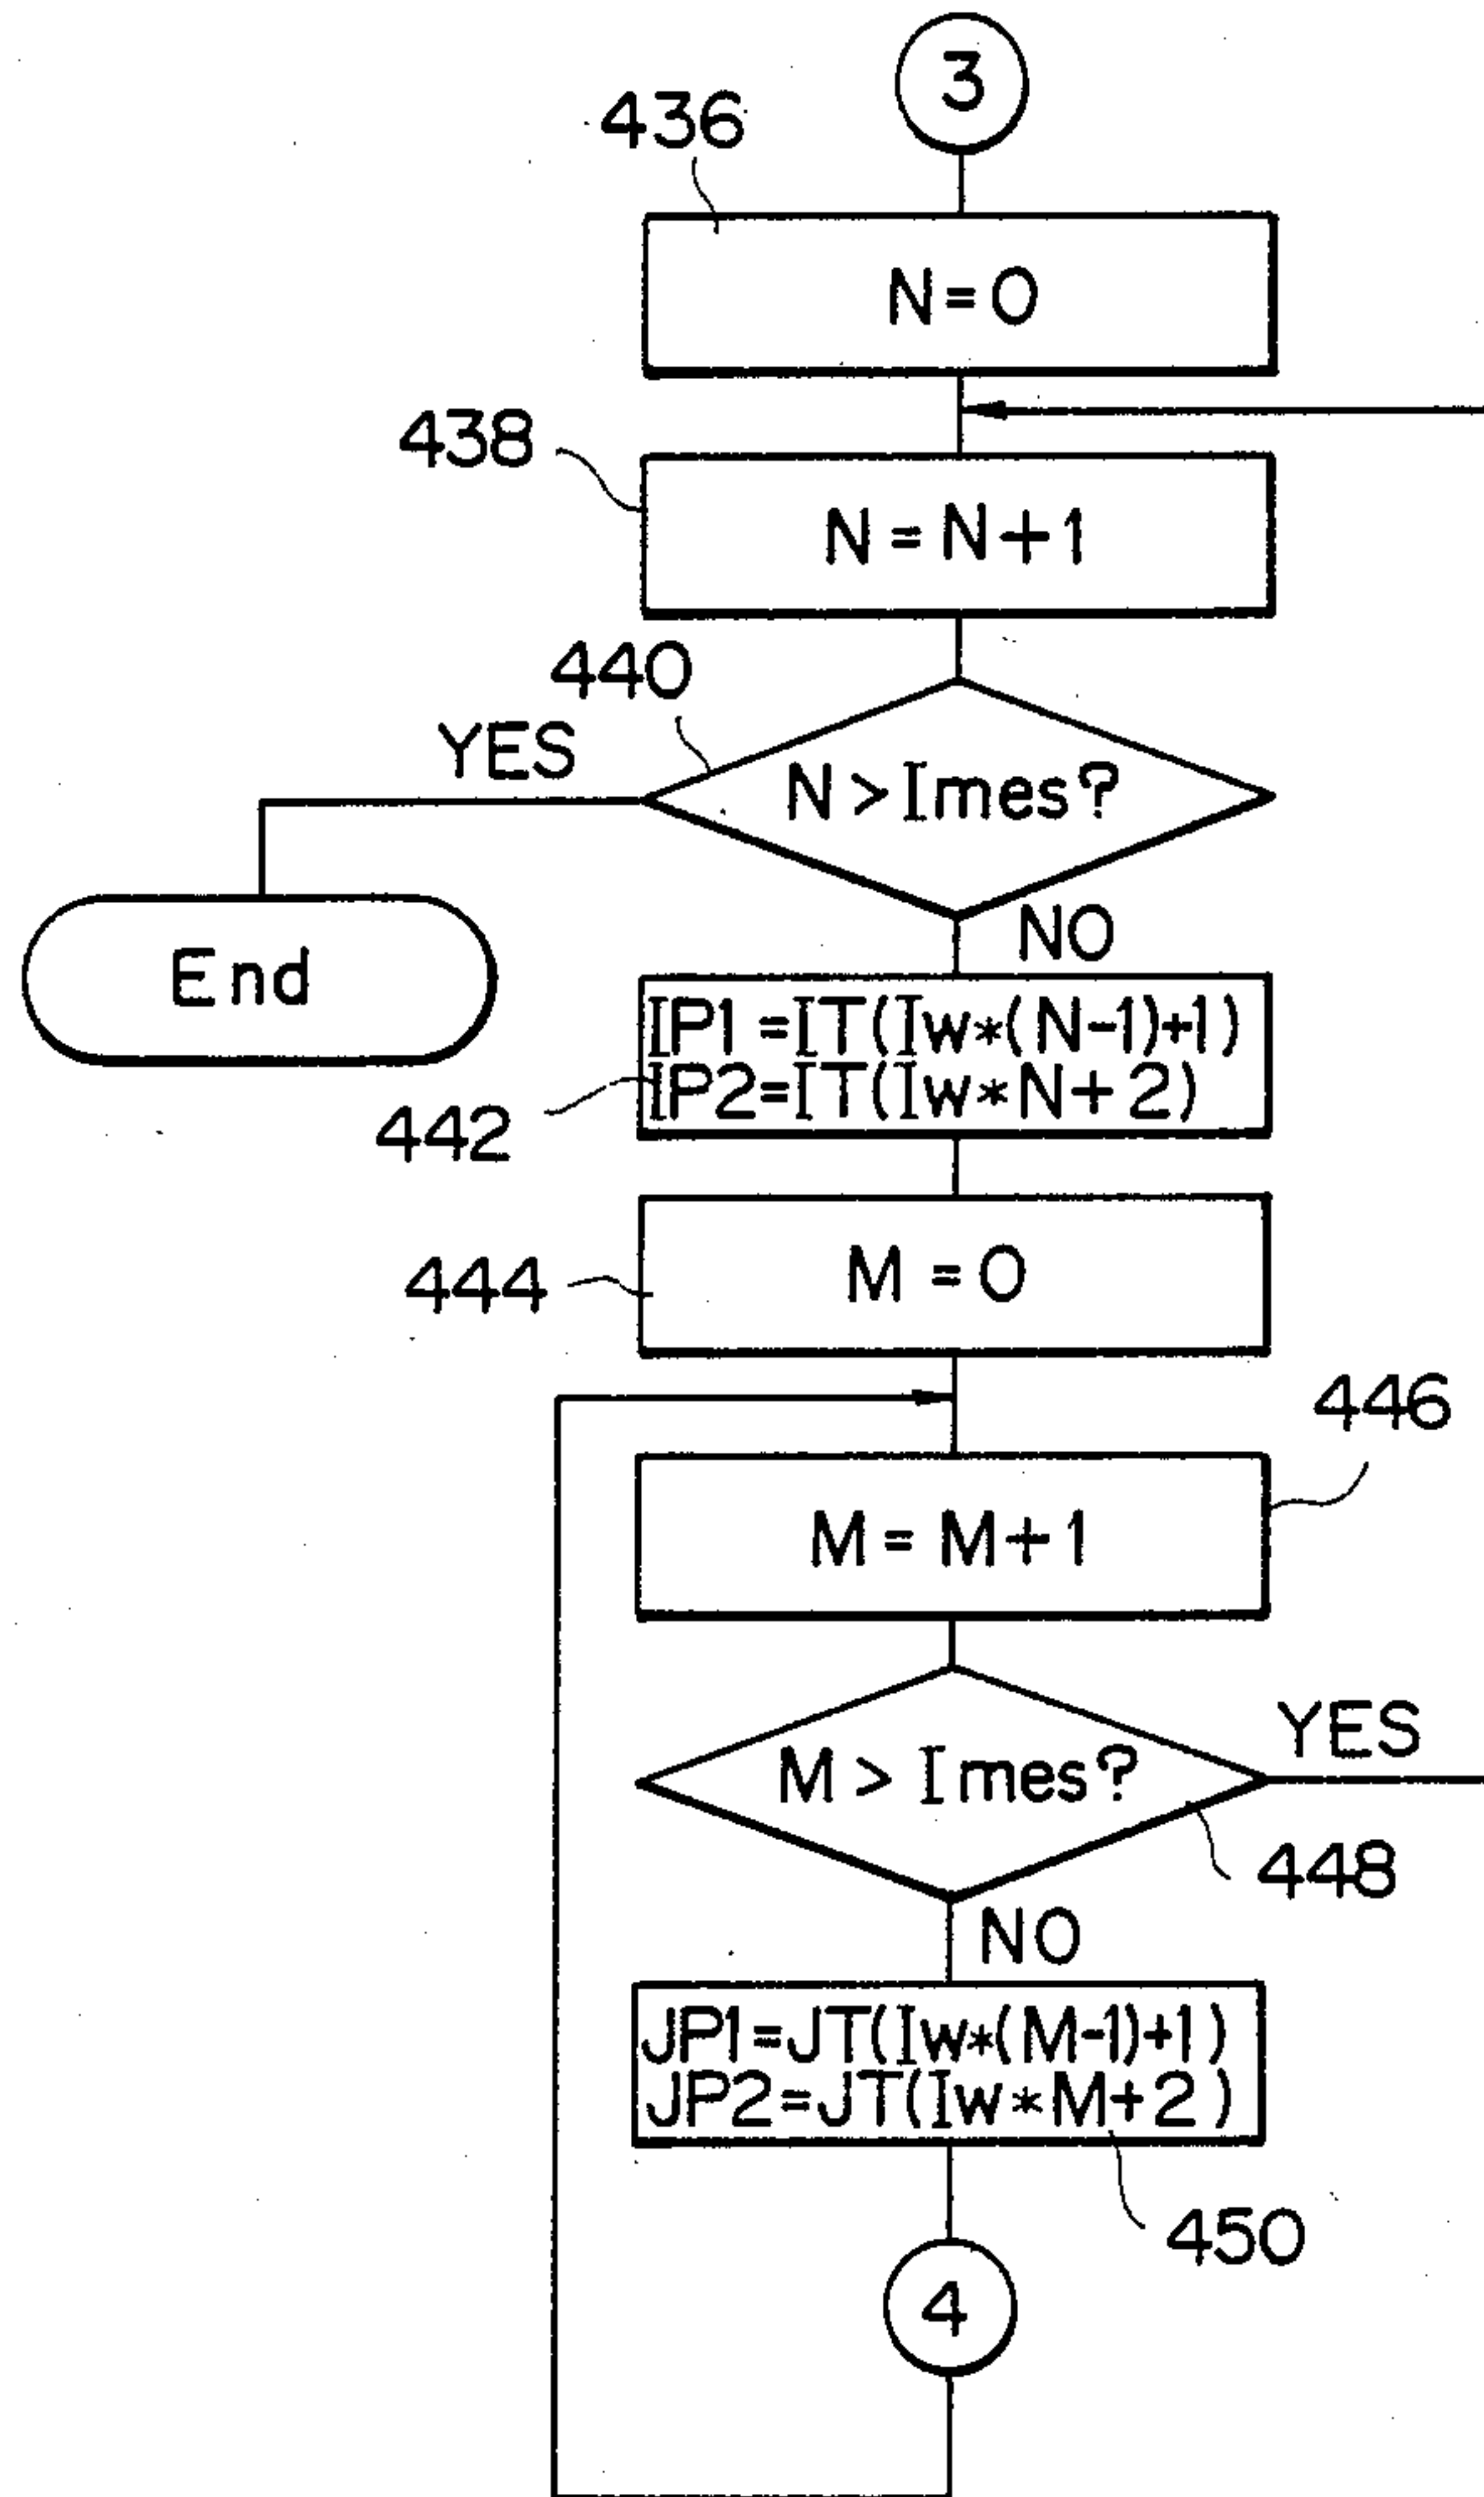 3
436
N=0
438
N=N+1
440
YES
N>Imes?
NO
End
IP1=IT(Iw*(N-1)+1)
IP2=IT(Iw*N+2)
442
M=0
444
446
M=M+1
YES
M>Imes?
448
NO
JP1=JT(Iw*(M-1)+1)
JP2=JT(Iw*M+2)
450
4